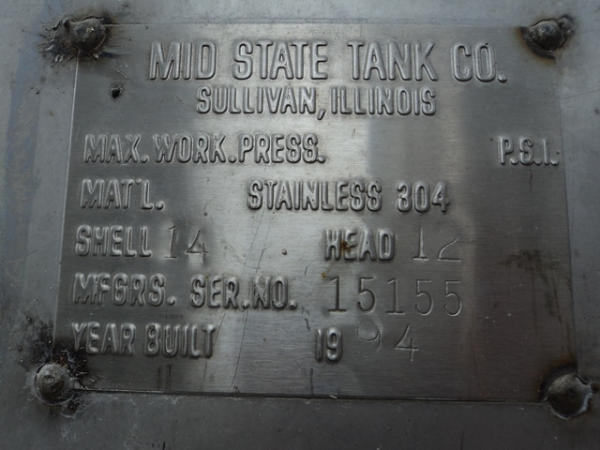 MID STATE TANK CO.
SULLIVAN, ILLINOIS
MAX. WORK. PRESS. P.S.I.
MAT'L. STAINLESS 304
SHELL 14 HEAD 12
MFGRS. SER. NO. 15155
YEAR BUILT 1994